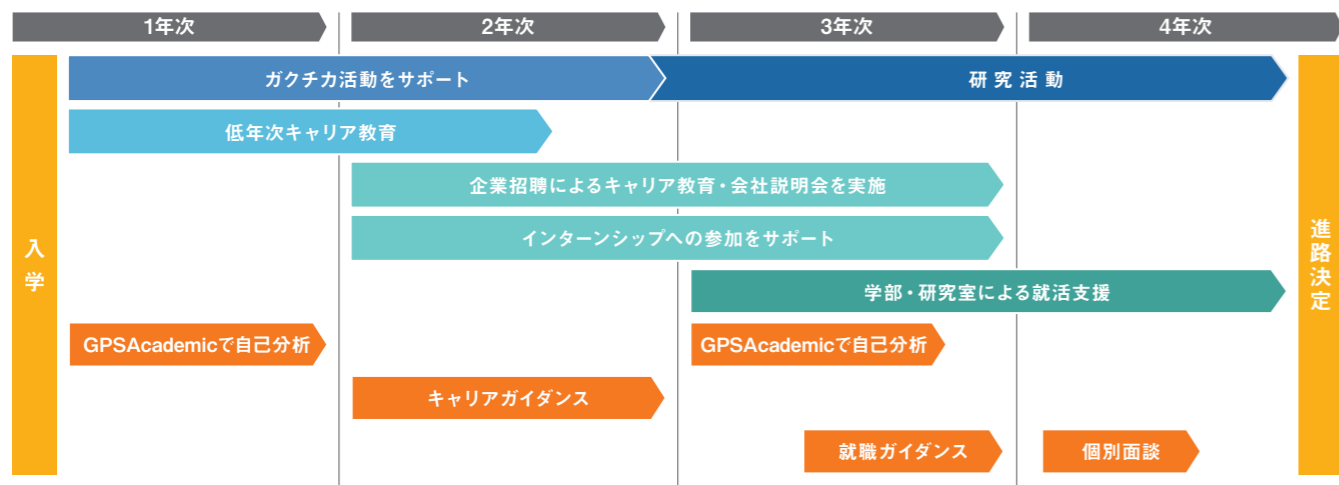 1年次
2年次
3年次
4年次
入学
ガクチカ活動をサポート
研究活動
低年次キャリア教育
企業招聘によるキャリア教育・会社説明会を実施
インターンシップへの参加をサポート
学部・研究室による就活支援
GPSAcademicで自己分析
GPSAcademicで自己分析
キャリアガイダンス
就職ガイダンス
個別面談
進路決定